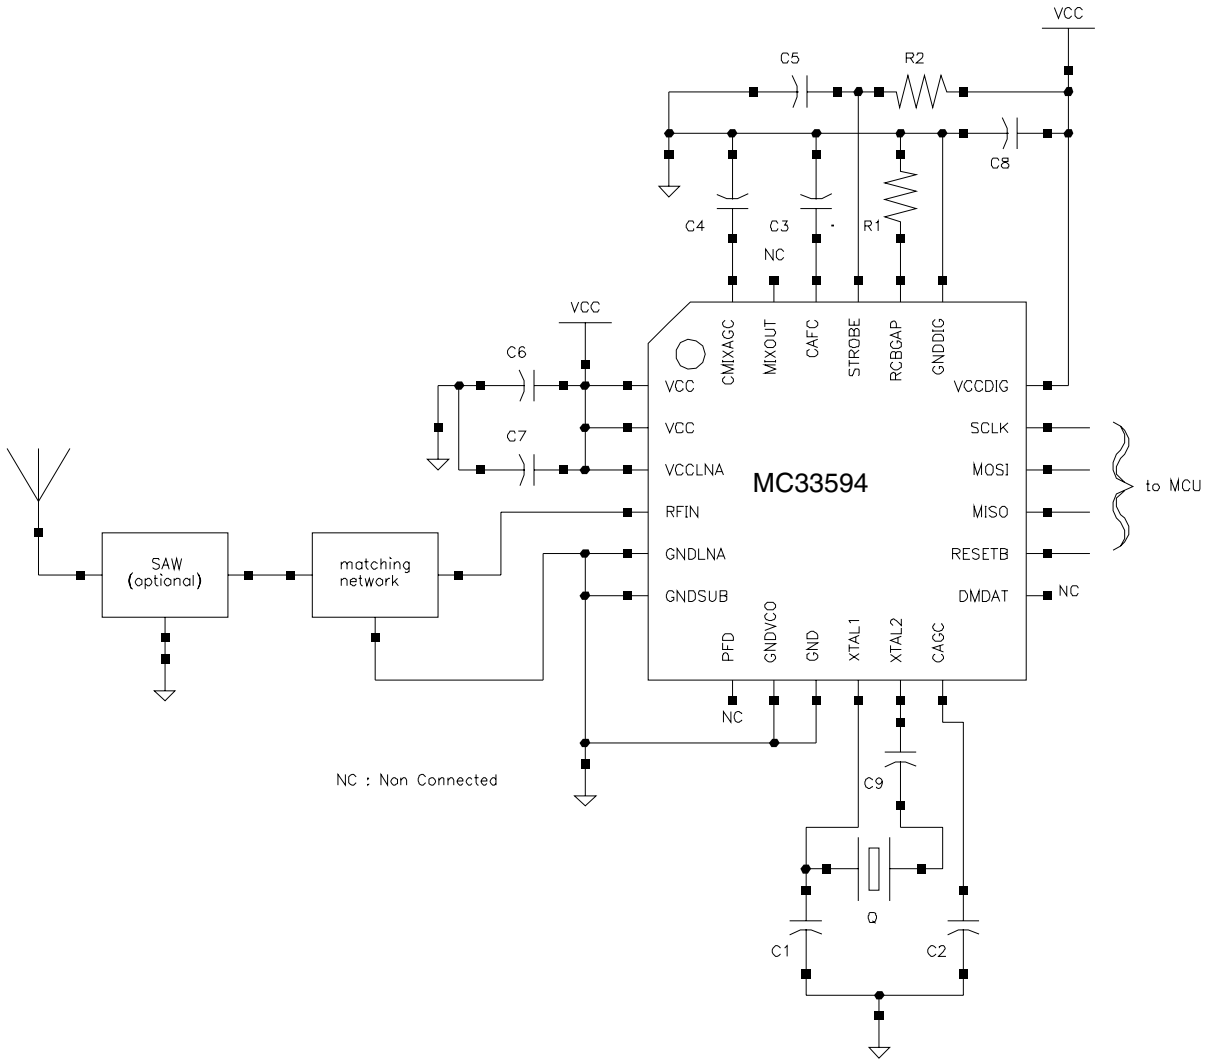 VCC
C5
R2
C8
C4
C3
R1
NC
VCC
C6
C7
CMIXAGC
MIXOUT
CAFC
STROBE
RCBGAP
GNDDIG
VCC
VCC
VCCLNA
RFIN
GNDLNA
GNDSUB
MC33594
VCCDIG
SCLK
MOSI
MISO
RESETB
DMDAT
NC
to MCU
SAW
(optional)
matching
network
PFD
GNDVCO
GND
XTAL1
XTAL2
CAGC
NC
NC : Non Connected
C9
Q
C1
C2